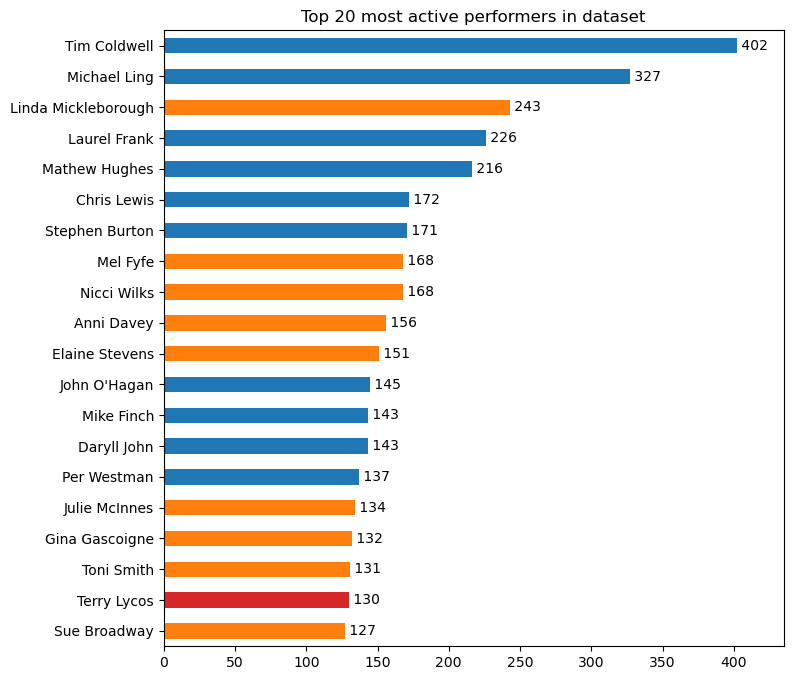 Top 20 most active performers in dataset
Tim Coldwell 402
Michael Ling 327
Linda Mickleborough 243
Laurel Frank 226
Mathew Hughes 216
Chris Lewis 172
Stephen Burton 171
Mel Fyfe 168
Nicci Wilks 168
Anni Davey 156
Elaine Stevens 151
John O'Hagan 145
Mike Finch 143
Daryll John 143
Per Westman 137
Julie McInnes 134
Gina Gascoigne 132
Toni Smith 131
Terry Lycos 130
Sue Broadway 127
0 50 100 150 200 250 300 350 400